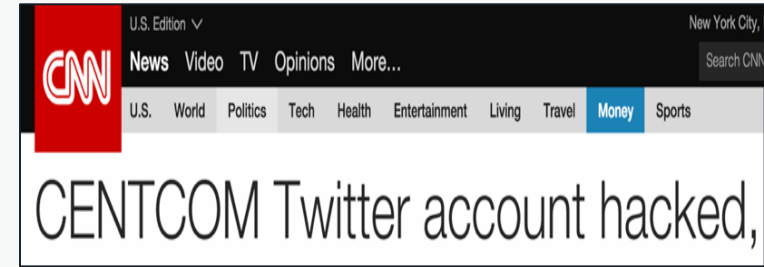 U.S. Edition
New York City,
CNN
News Video TV Opinions More...
Search CNN
U.S. World Politics Tech Health Entertainment Living Travel Money Sports
CENTCOM Twitter account hacked,